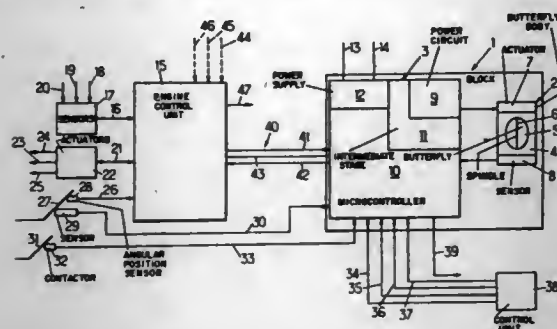 46 45 44
15
13 14
3
POWER CIRCUIT
1
BUTTERFLY BODY
ACTUATOR
7
BLOCK
POWER SUPPLY
20 19 18
17
SENSORS
16
ENGINE CONTROL UNIT
47
12
9
2
6
5
4
11
24
ACTUATORS
21
23
22
25
40
41
43
42
INTERMEDIATE STAGE
BUTTERFLY
10
SPINDLE
8
SENSOR
MICROCONTROLLER
28
26
27
29
SENSOR
30
31
32
CONTACTOR
ANGULAR POSITION SENSOR
33
34
35
36
37
39
38
CONTROL UNIT